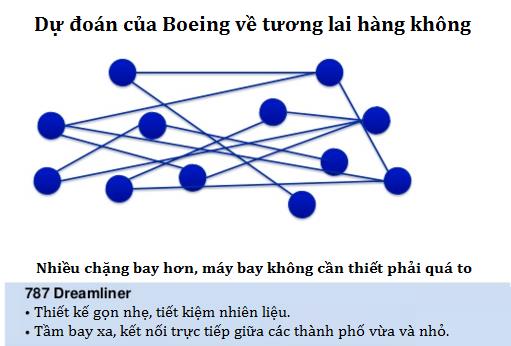 Dự đoán của Boeing về tương lai hàng không
Nhiều chặng bay hơn, máy bay không cần thiết phải quá to
787 Dreamliner
• Thiết kế gọn nhẹ, tiết kiệm nhiên liệu.
• Tầm bay xa, kết nối trực tiếp giữa các thành phố vừa và nhỏ.